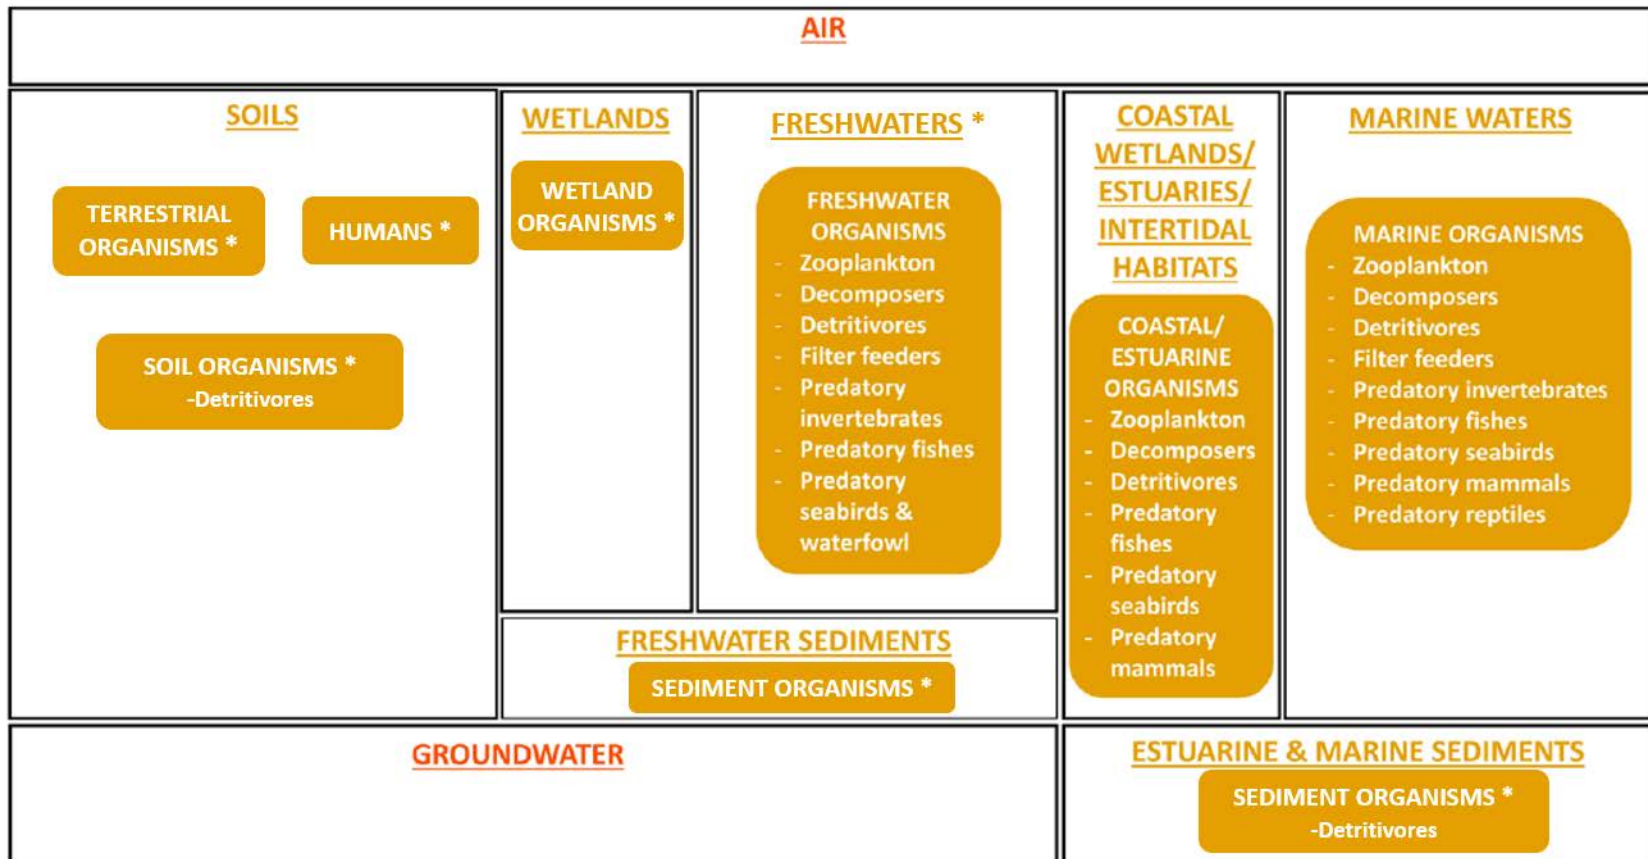 AIR
SOILS
TERRESTRIAL
ORGANISMS *
HUMANS *
SOIL ORGANISMS *
-Detritivores
WETLANDS
WETLAND
ORGANISMS *
FRESHWATERS *
FRESHWATER
ORGANISMS
- Zooplankton
- Decomposers
- Detritivores
- Filter feeders
- Predatory
invertebrates
- Predatory fishes
- Predatory
seabirds &
waterfowl
FRESHWATER SEDIMENTS
SEDIMENT ORGANISMS *
COASTAL
WETLANDS/
ESTUARIES/
INTERTIDAL
HABITATS
COASTAL/
ESTUARINE
ORGANISMS
- Zooplankton
- Decomposers
- Detritivores
- Predatory
fishes
- Predatory
seabirds
- Predatory
mammals
MARINE WATERS
MARINE ORGANISMS
- Zooplankton
- Decomposers
- Detritivores
- Filter feeders
- Predatory invertebrates
- Predatory fishes
- Predatory seabirds
- Predatory mammals
- Predatory reptiles
GROUNDWATER
ESTUARINE & MARINE SEDIMENTS
SEDIMENT ORGANISMS *
-Detritivores